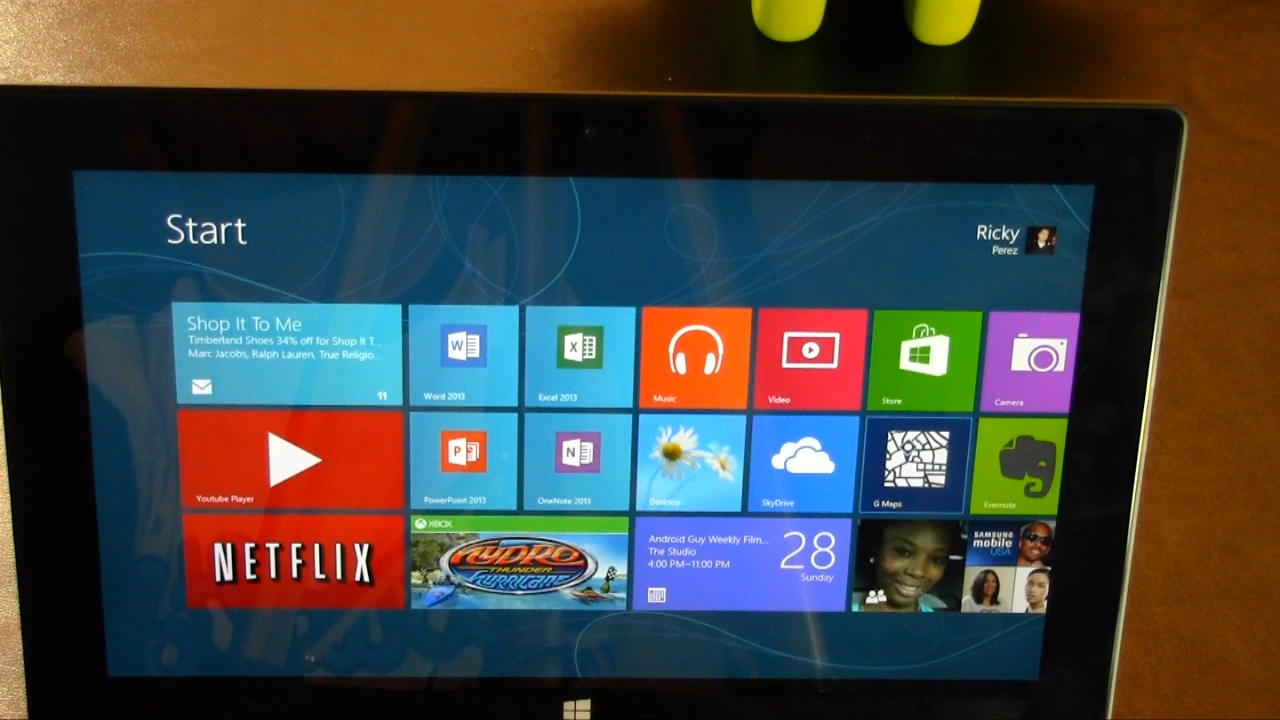 Start
Ricky
Perez
Shop It To Me
Timberland Shoes 34% off for Shop It T...
Marc Jacobs, Ralph Lauren, True Religio...
11
Word 2013
Excel 2013
Music
Video
Store
Camera
Youtube Player
PowerPoint 2013
OneNote 2013
Desktop
SkyDrive
G Maps
Evernote
NETFLIX
XBOX
HYDRO
THUNDER
HURRICANE
Android Guy Weekly Film...
The Studio
4:00 PM–11:00 PM
28
Sunday
SAMSUNG
mobile
USA